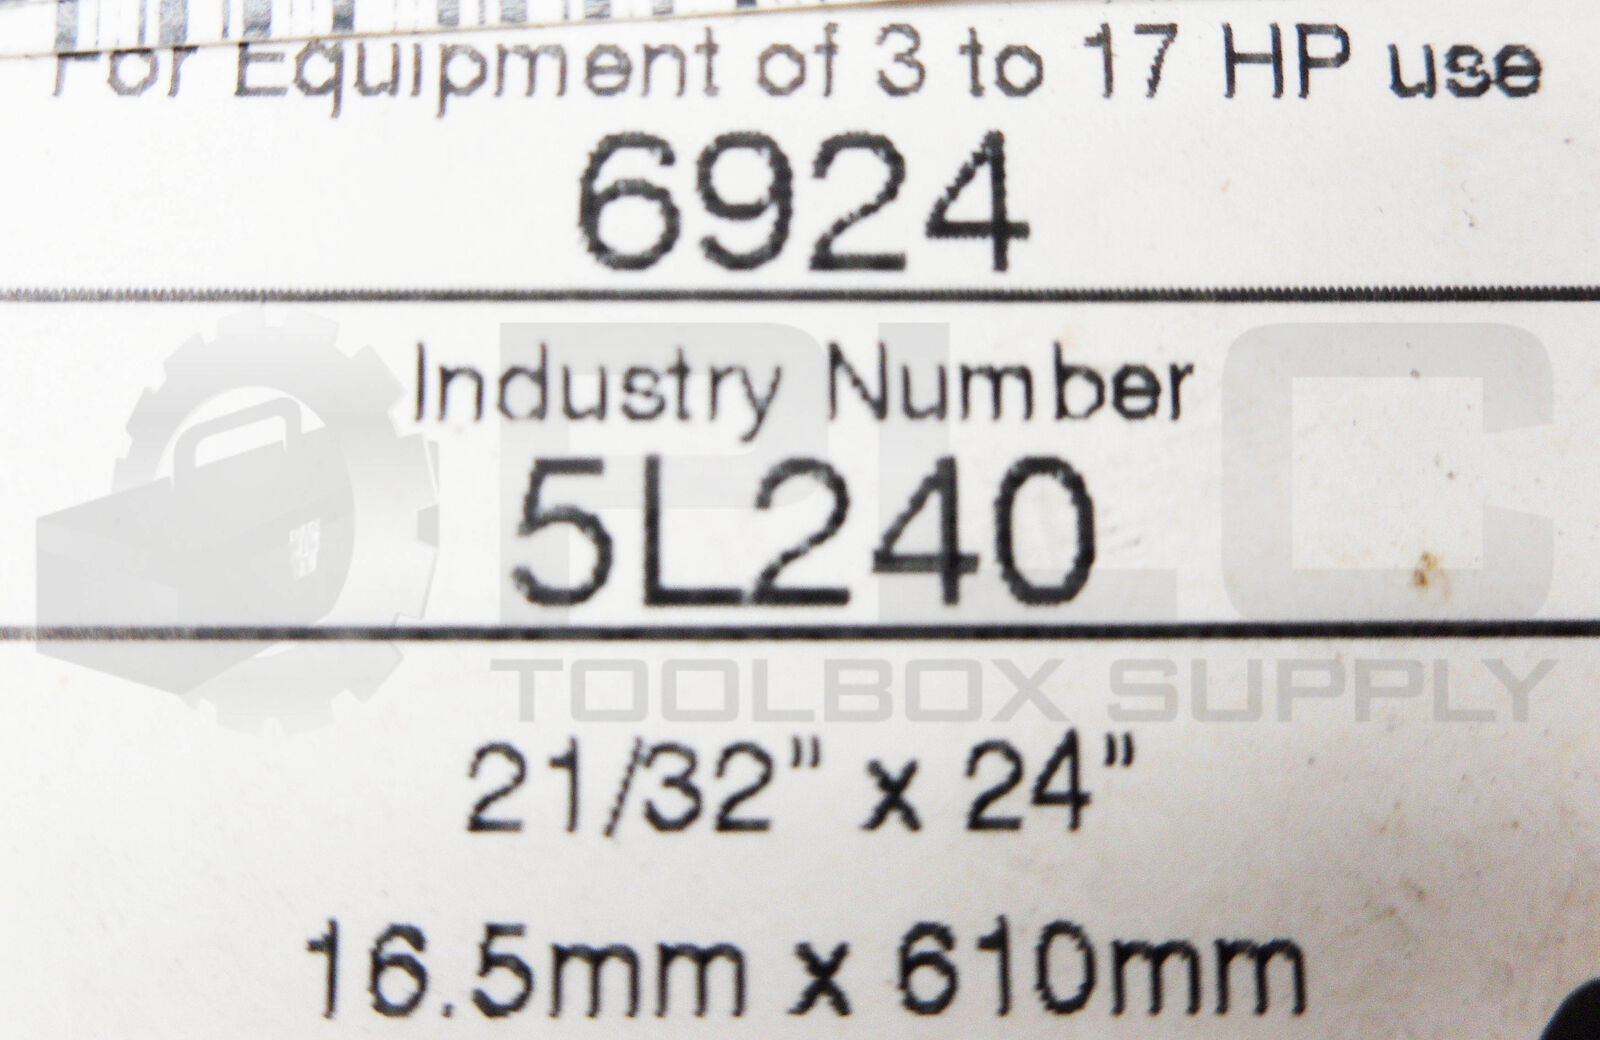 For Equipment of 3 to 17 HP use
6924
Industry Number
5L240
PLC
TOOLBOX SUPPLY
21/32" x 24"
16.5mm x 610mm